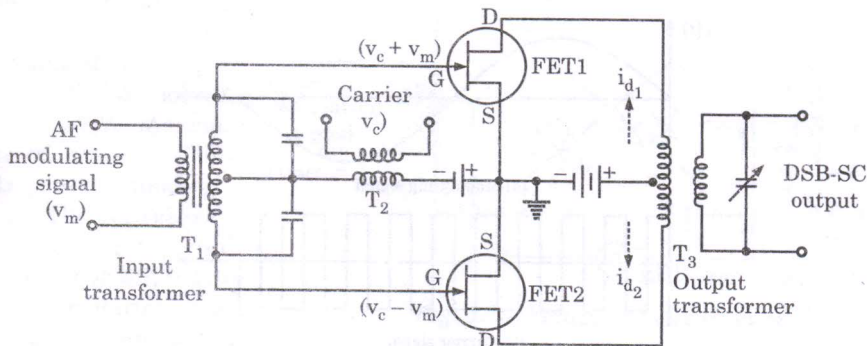 D
(v_c + v_m)
G
FET1
S
Carrier
v_c)
i_d1
AF
modulating
signal
(v_m)
− +
− +
DSB-SC
output
T_2
T_1
S
T_3
Input
transformer
G
FET2
i_d2
Output
transformer
(v_c − v_m)
D